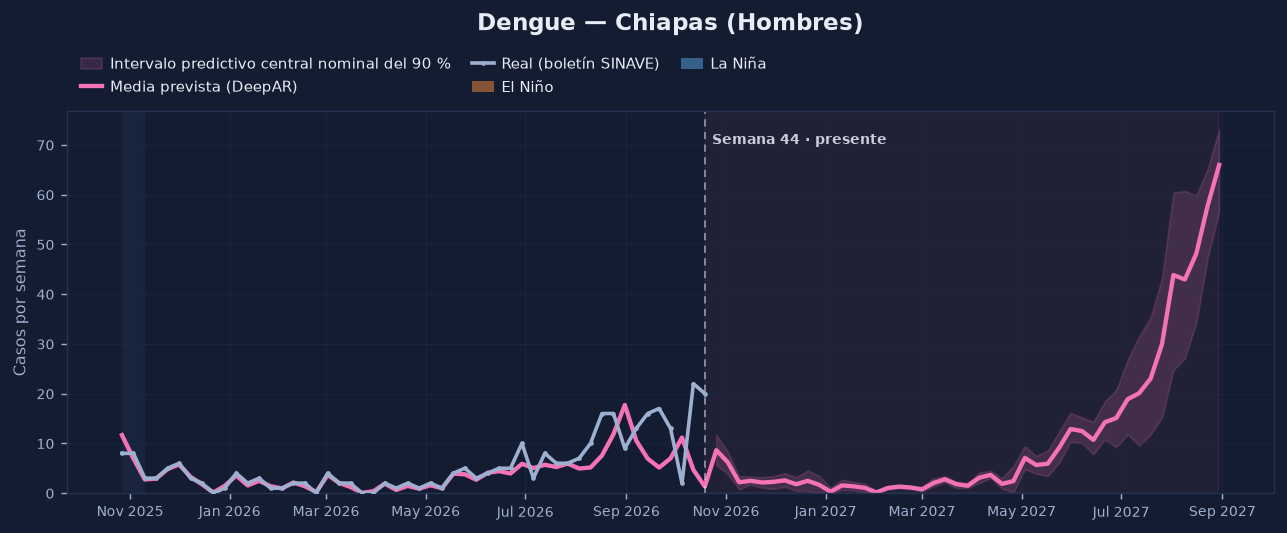 Dengue — Chiapas (Hombres)
Intervalo predictivo central nominal del 90 %
Real (boletín SINAVE)
La Niña
Media prevista (DeepAR)
El Niño
Semana 44 · presente
Casos por semana
70
60
50
40
30
20
10
0
Nov 2025
Jan 2026
Mar 2026
May 2026
Jul 2026
Sep 2026
Nov 2026
Jan 2027
Mar 2027
May 2027
Jul 2027
Sep 2027